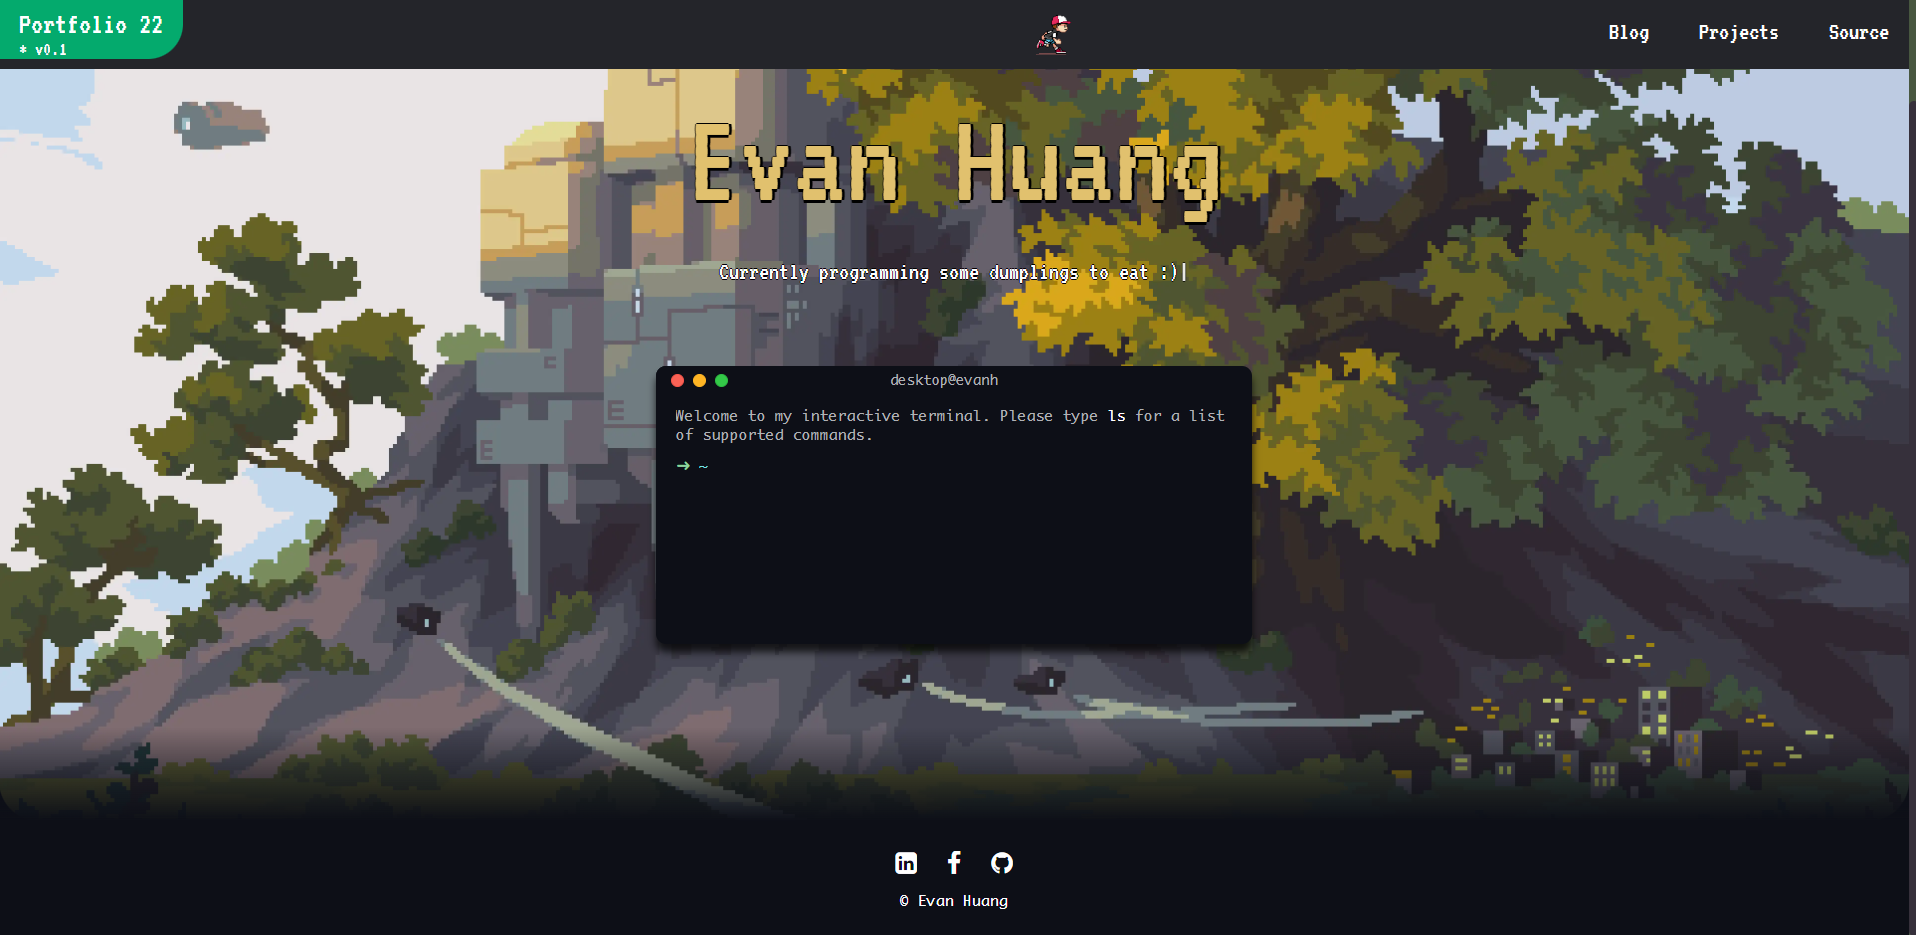 Portfolio 22
* v0.1
Blog
Projects
Source
Evan Huang
Currently programming some dumplings to eat :)|
desktop@evanh
Welcome to my interactive terminal. Please type ls for a list
of supported commands.
➜ ~
in f
© Evan Huang